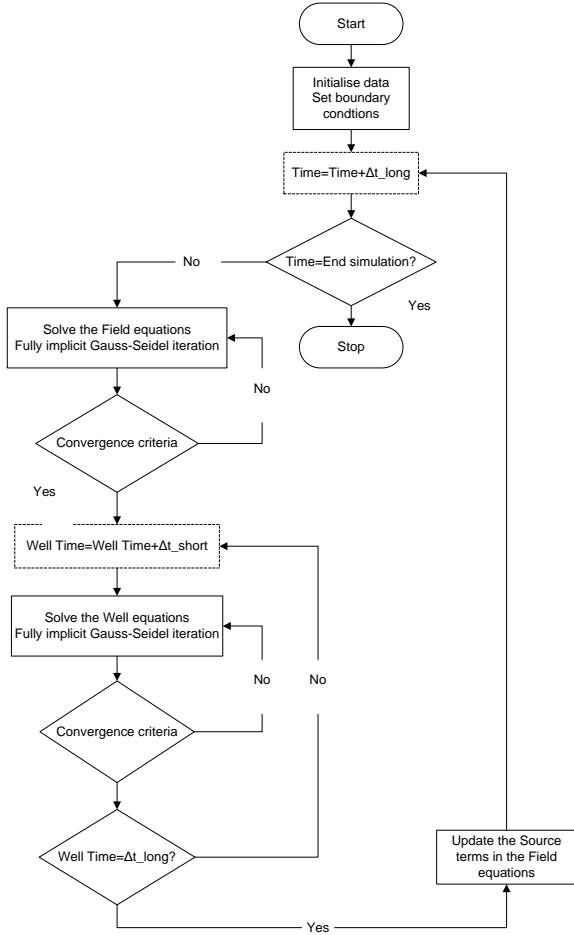 Start
Initialise data
Set boundary
condtions
Time=Time+Δt_long
Time=End simulation?
No
Yes
Stop
Solve the Field equations
Fully implicit Gauss-Seidel iteration
No
Convergence criteria
Yes
Well Time=Well Time+Δt_short
Solve the Well equations
Fully implicit Gauss-Seidel iteration
No
No
Convergence criteria
Well Time=Δt_long?
Update the Source
terms in the Field
equations
Yes